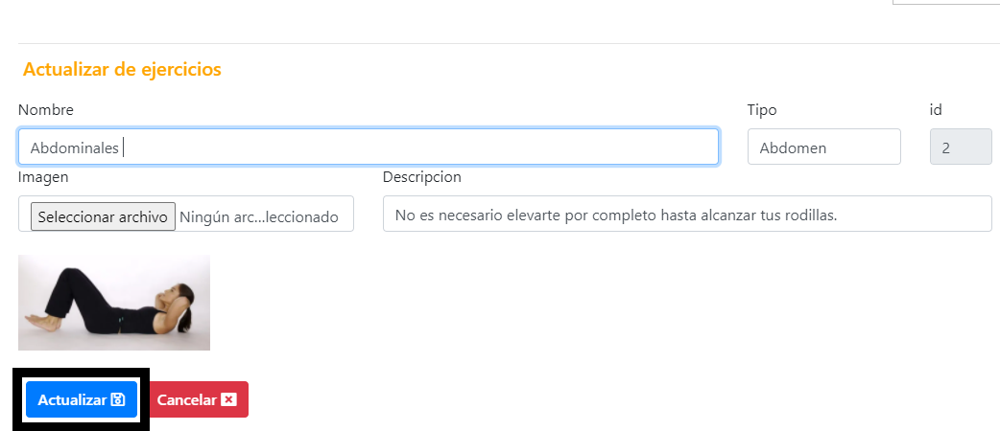 Actualizar de ejercicios
Nombre Tipo id
Abdominales Abdomen 2
Imagen Descripcion
Seleccionar archivo Ningún arc...leccionado No es necesario elevarte por completo hasta alcanzar tus rodillas.
Actualizar Cancelar